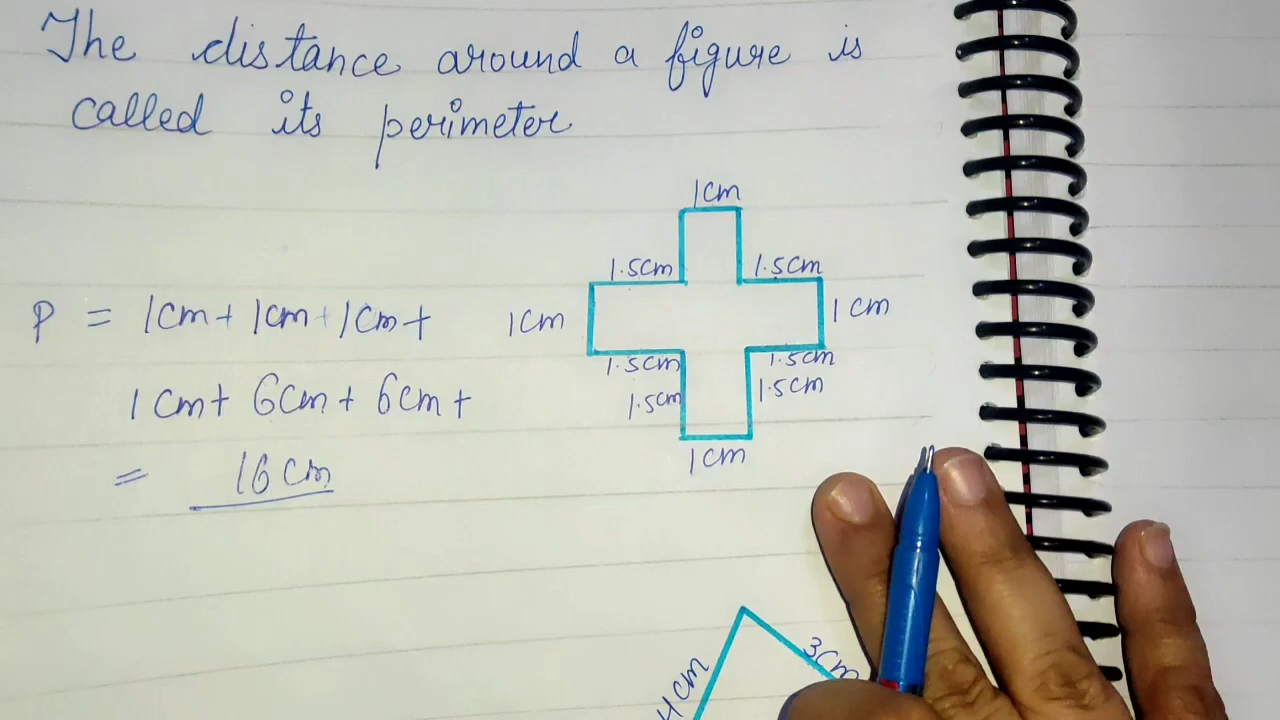 The distance around a figure is
called its perimeter
1cm
1.5cm 1.5cm
P = 1cm + 1cm + 1cm +
1cm 1cm
1.5cm 1.5cm
1cm + 6cm + 6cm +
1.5cm 1.5cm
1cm
= 16cm
4cm 3cm